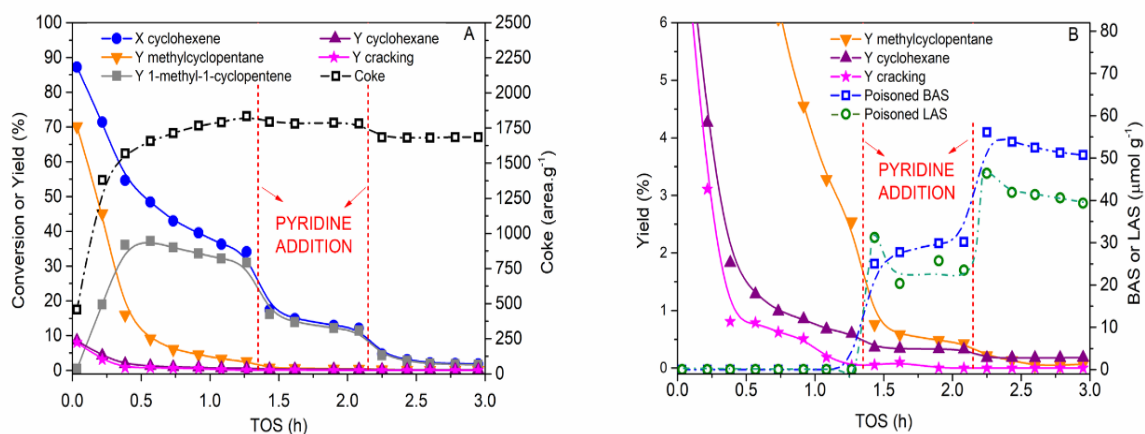 A
X cyclohexene
Y cyclohexane
Y methylcyclopentane
Y cracking
Y 1-methyl-1-cyclopentene
Coke
PYRIDINE
ADDITION
Conversion or Yield (%)
100
90
80
70
60
50
40
30
20
10
0
Coke (area.g⁻¹)
2500
2250
2000
1750
1500
1250
1000
750
500
250
0
0.0 0.5 1.0 1.5 2.0 2.5 3.0
TOS (h)
B
Y methylcyclopentane
Y cyclohexane
Y cracking
Poisoned BAS
Poisoned LAS
PYRIDINE
ADDITION
Yield (%)
6
5
4
3
2
1
0
BAS or LAS (μmol g⁻¹)
80
70
60
50
40
30
20
10
0
0.0 0.5 1.0 1.5 2.0 2.5 3.0
TOS (h)